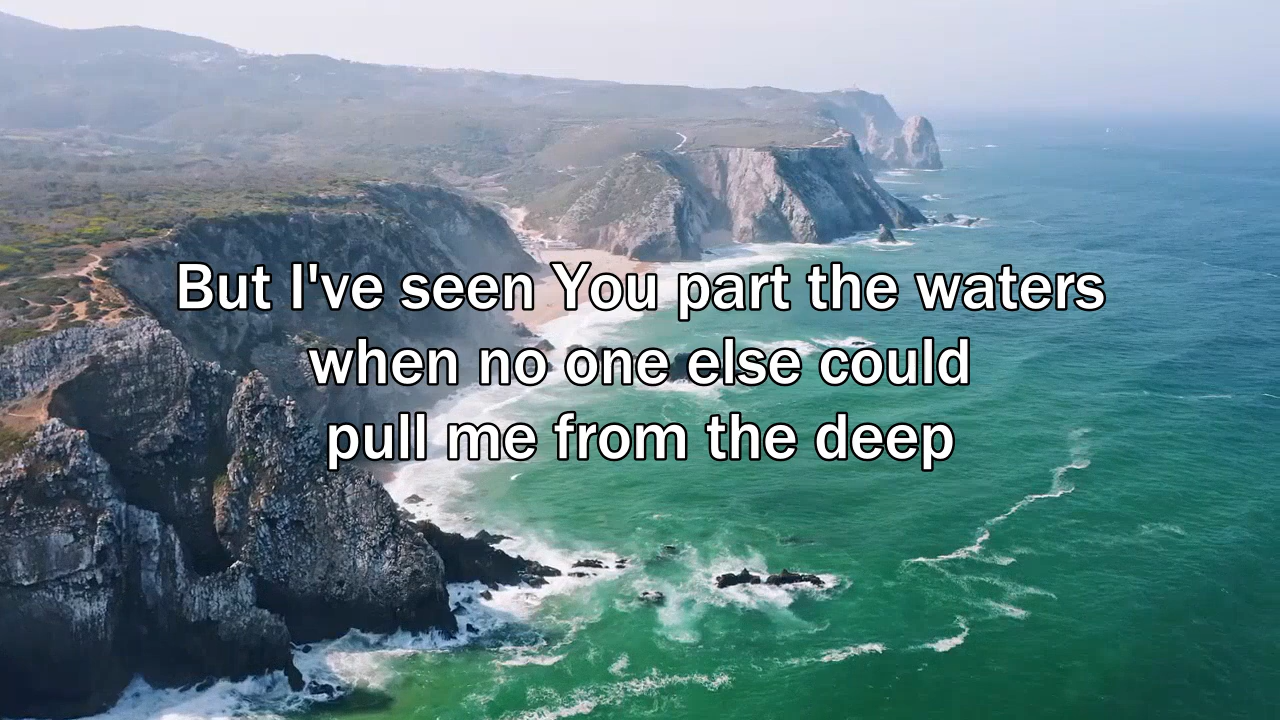 But I've seen You part the waters
when no one else could
pull me from the deep